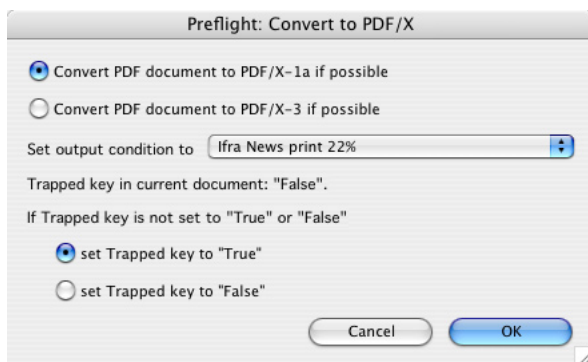 Preflight: Convert to PDF/X
Convert PDF document to PDF/X-1a if possible
Convert PDF document to PDF/X-3 if possible
Set output condition to Ifra News print 22%
Trapped key in current document: "False".
If Trapped key is not set to "True" or "False"
set Trapped key to "True"
set Trapped key to "False"
Cancel OK